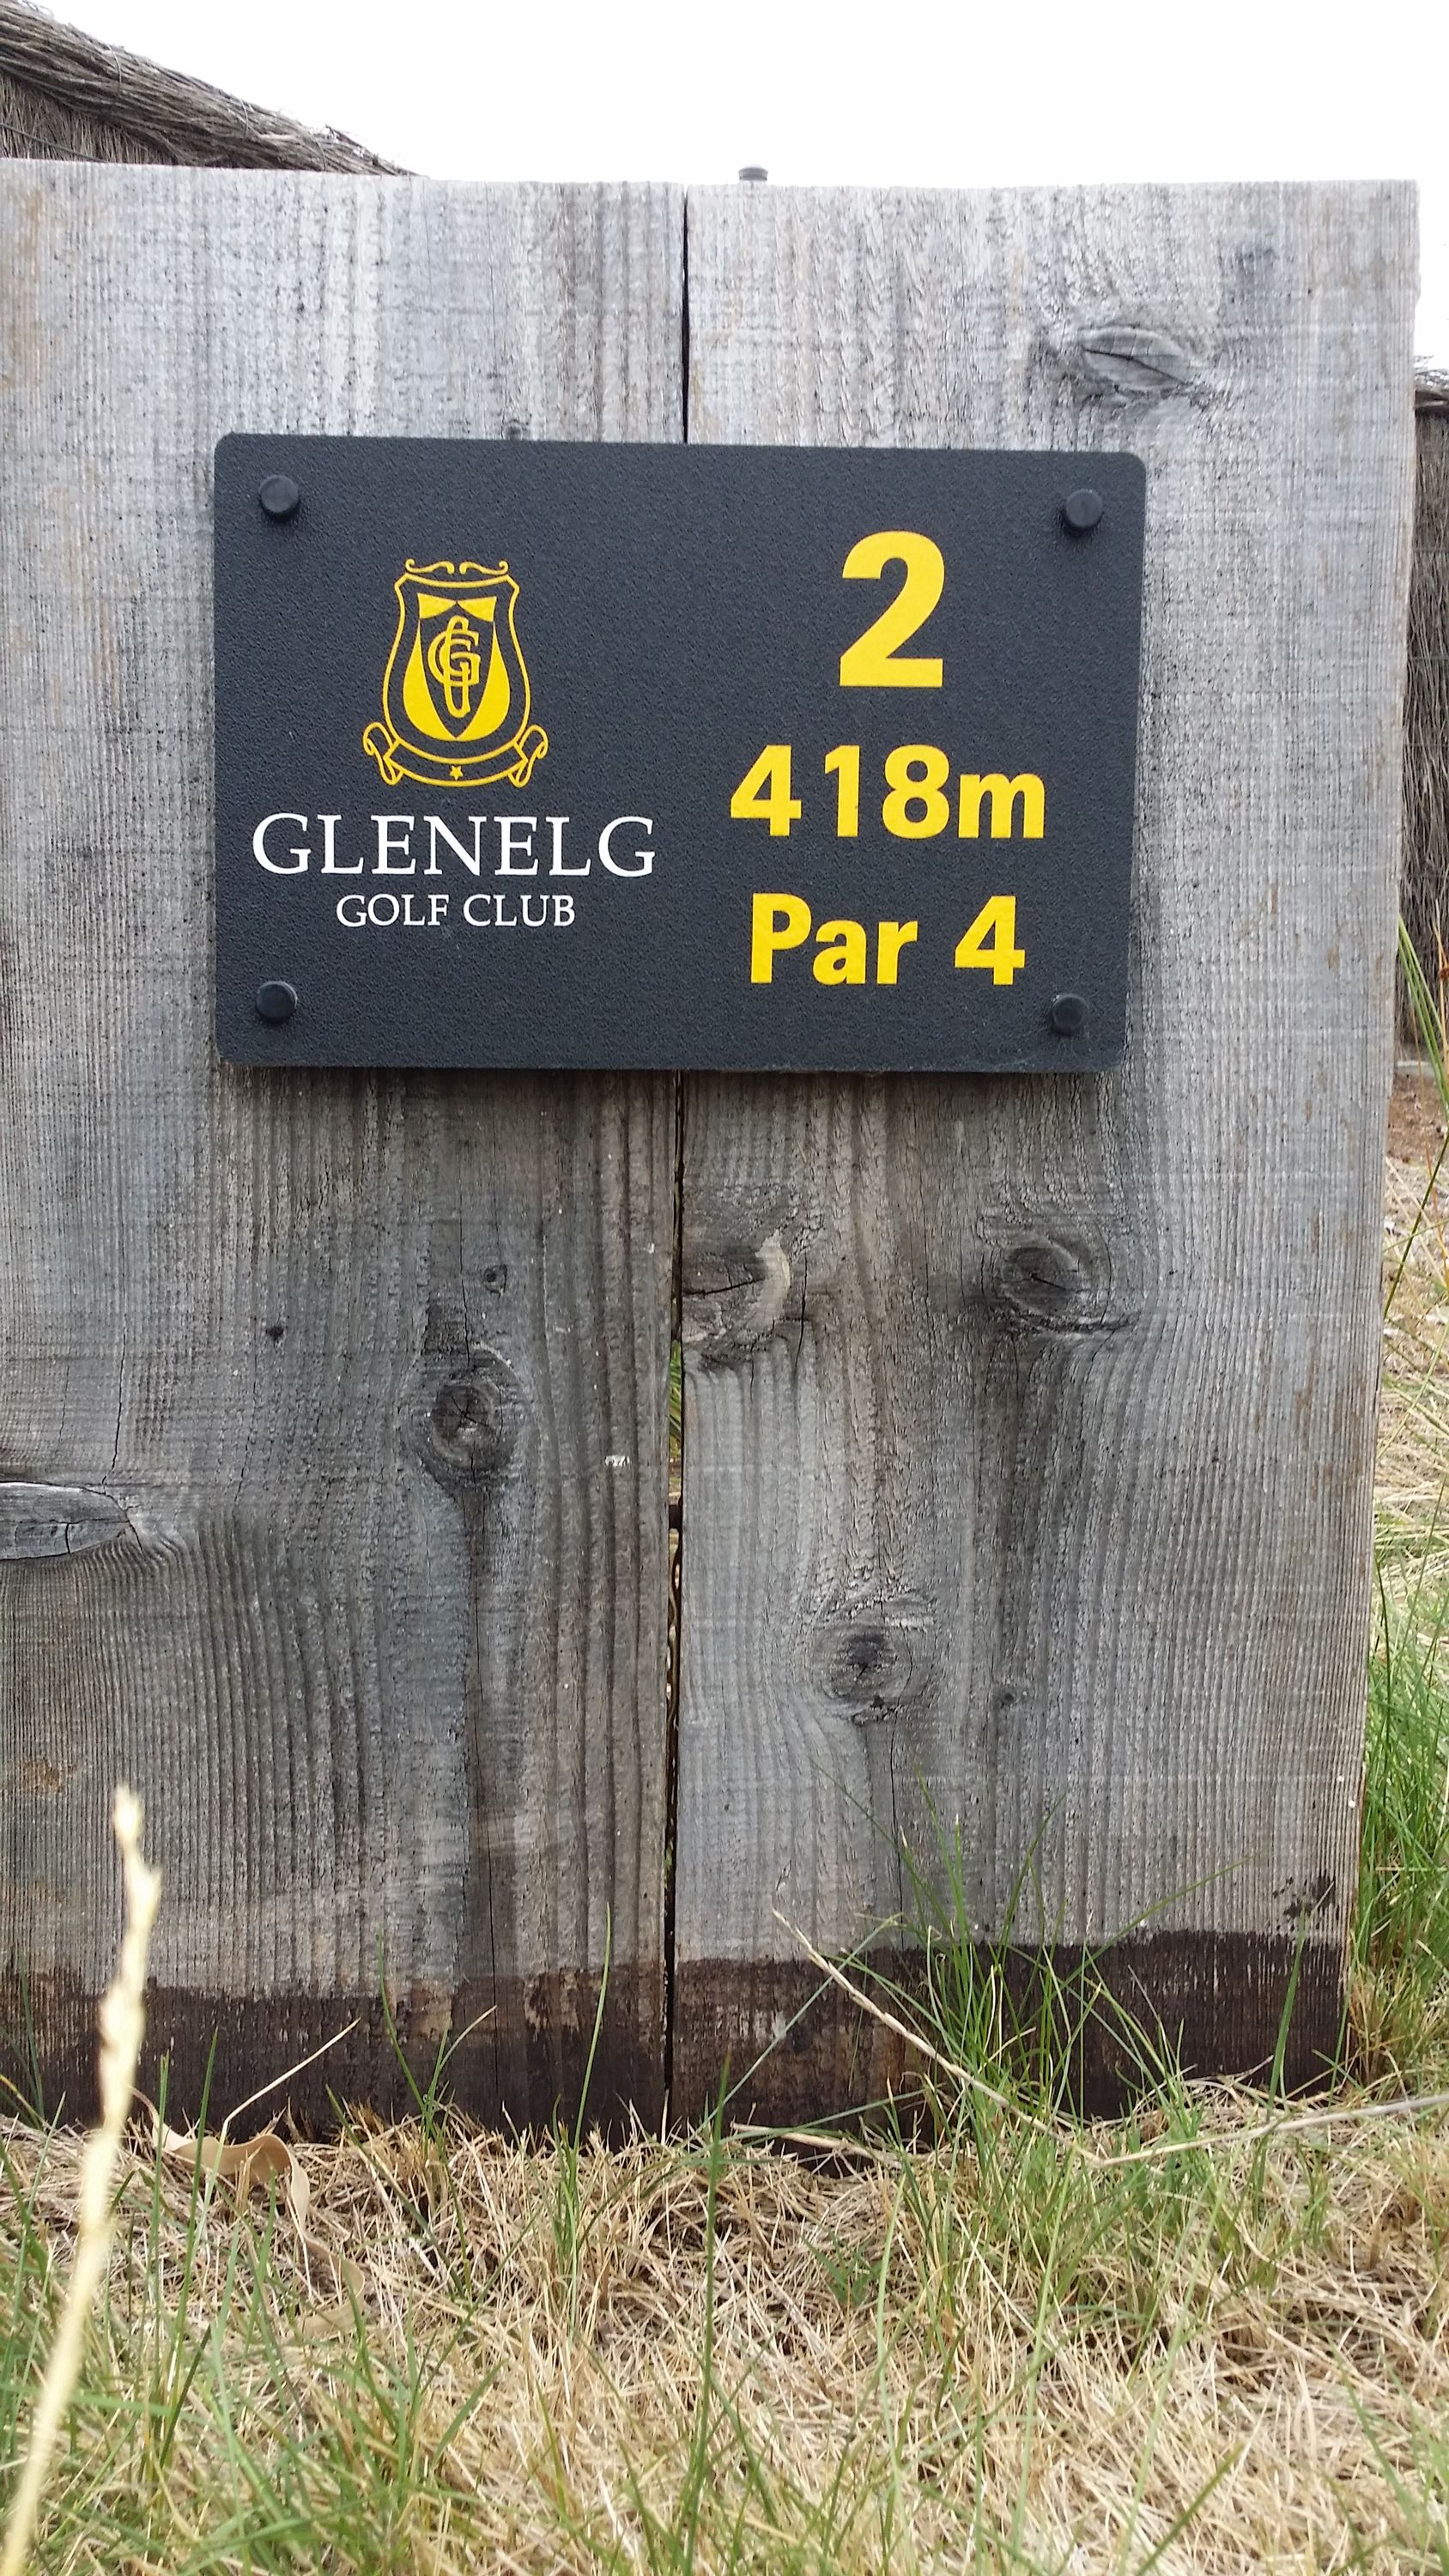 GLENELG
GOLF CLUB
2
418m
Par 4